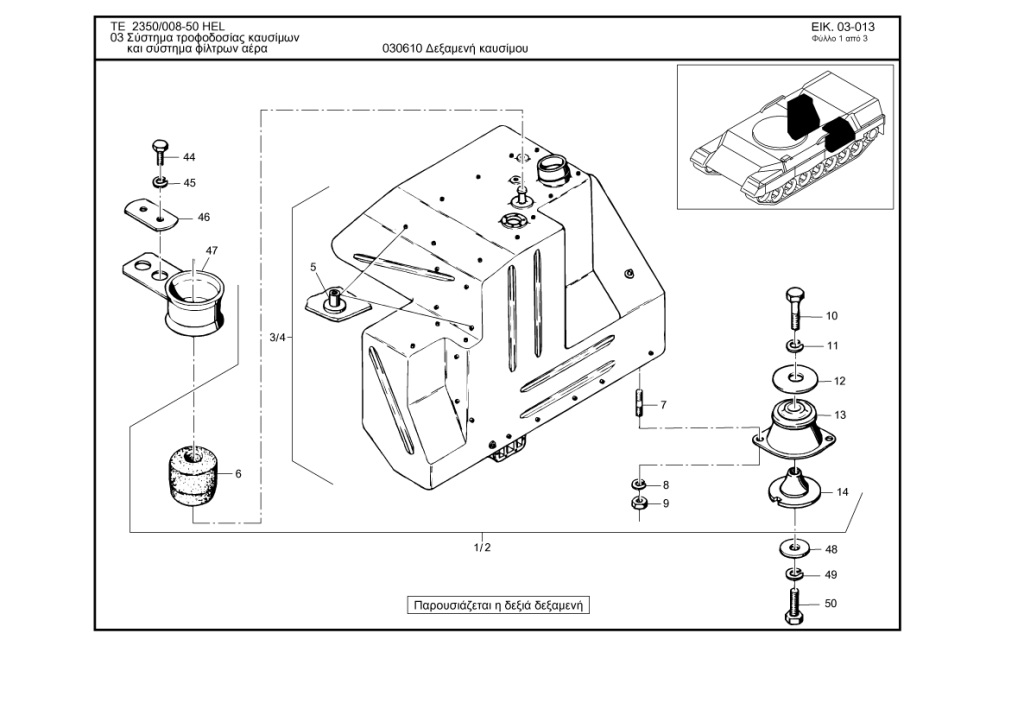 TE 2350/008-50 HEL
03 Σύστημα τροφοδοσίας καυσίμων
και σύστημα φίλτρων αέρα
030610 Δεξαμενή καυσίμου
ΕΙΚ. 03-013
Φύλλο 1 από 3
44
45
46
47
5
3/4
10
11
12
13
7
6
8
9
14
1/2
48
49
50
Παρουσιάζεται η δεξιά δεξαμενή